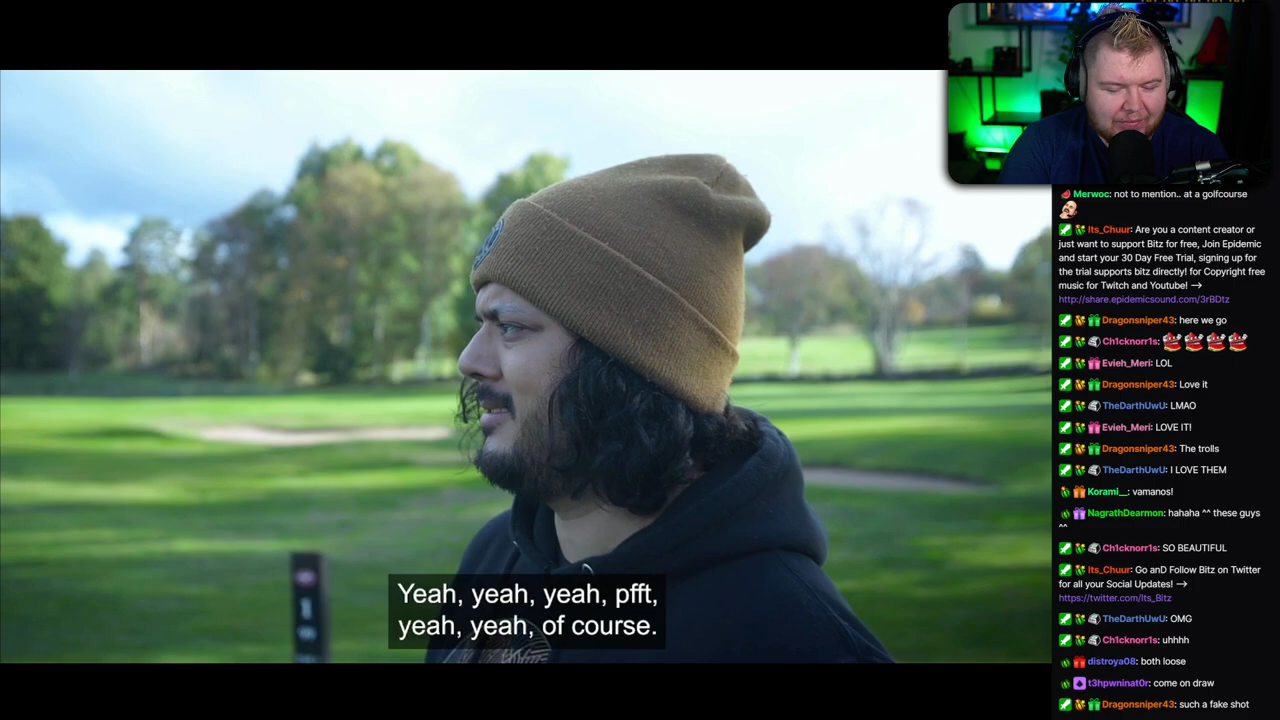 Yeah, yeah, yeah, pfft,
yeah, yeah, of course.
Merwoc: not to mention.. at a golfcourse
Its_Chuur: Are you a content creator or
just want to support Bitz for free, Join Epidemic
and start your 30 Day Free Trial, signing up for
the trial supports bitz directly! for Copyright free
music for Twitch and Youtube! —>
http://share.epidemicsound.com/3rBDtz
Dragonsniper43: here we go
Ch1cknorr1s:
Evieh_Meri: LOL
Dragonsniper43: Love it
TheDarthUwU: LMAO
Evieh_Meri: LOVE IT!
Dragonsniper43: The trolls
TheDarthUwU: I LOVE THEM
Korami__: vamanos!
NagrathDearmon: hahaha ^^ these guys
^^
Ch1cknorr1s: SO BEAUTIFUL
Its_Chuur: Go anD Follow Bitz on Twitter
for all your Social Updates! —>
https://twitter.com/Its_Bitz
TheDarthUwU: OMG
Ch1cknorr1s: uhhhh
distroya08: both loose
t3hpwninat0r: come on draw
Dragonsniper43: such a fake shot